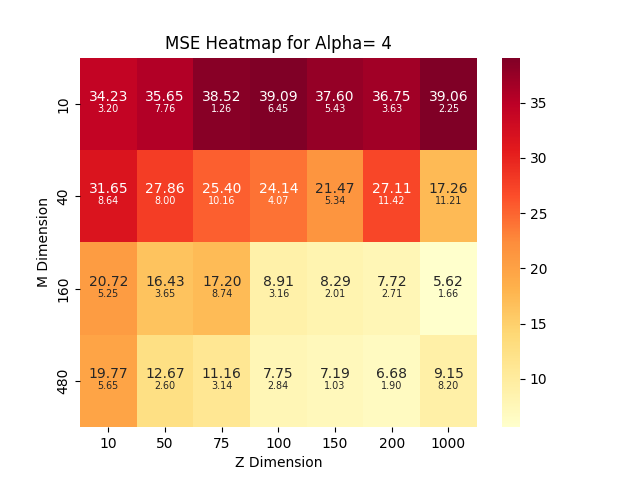 MSE Heatmap for Alpha= 4
34.23 35.65 38.52 39.09 37.60 36.75 39.06
10
3.20 7.76 1.26 6.45 5.43 3.63 2.25
31.65 27.86 25.40 24.14 21.47 27.11 17.26
40
8.64 8.00 10.16 4.07 5.34 11.42 11.21
20.72 16.43 17.20 8.91 8.29 7.72 5.62
160
5.25 3.65 8.74 3.16 2.01 2.71 1.66
19.77 12.67 11.16 7.75 7.19 6.68 9.15
480
5.65 2.60 3.14 2.84 1.03 1.90 8.20
10 50 75 100 150 200 1000
Z Dimension
M Dimension
35
30
25
20
15
10